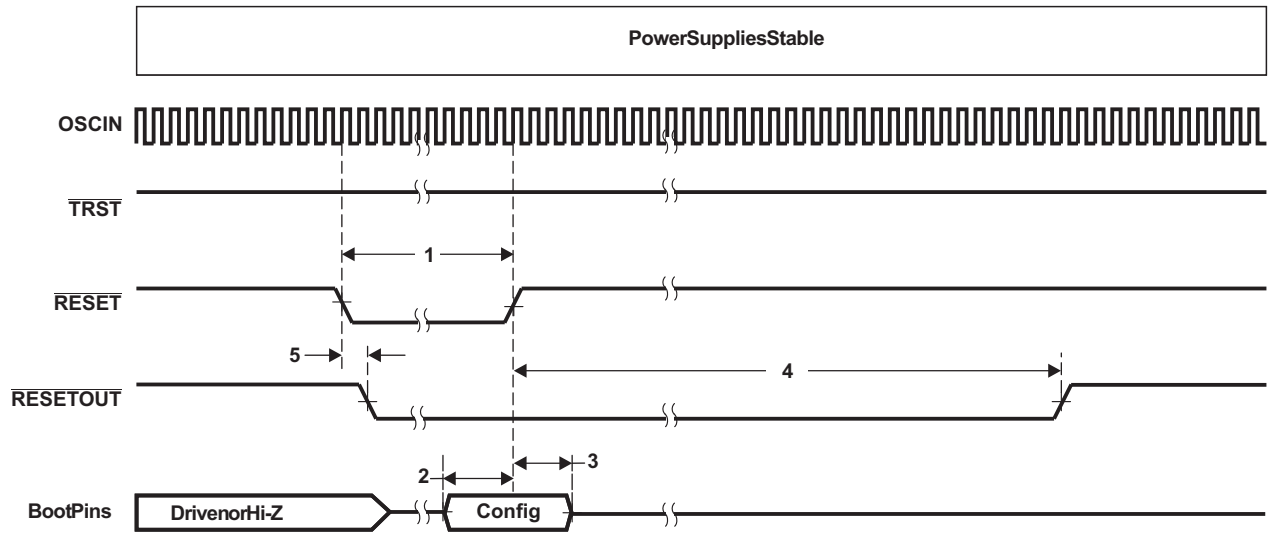 PowerSuppliesStable
OSCIN
TRST
1
RESET
5
4
RESETOUT
2
3
BootPins
DrivenorHi-Z
Config